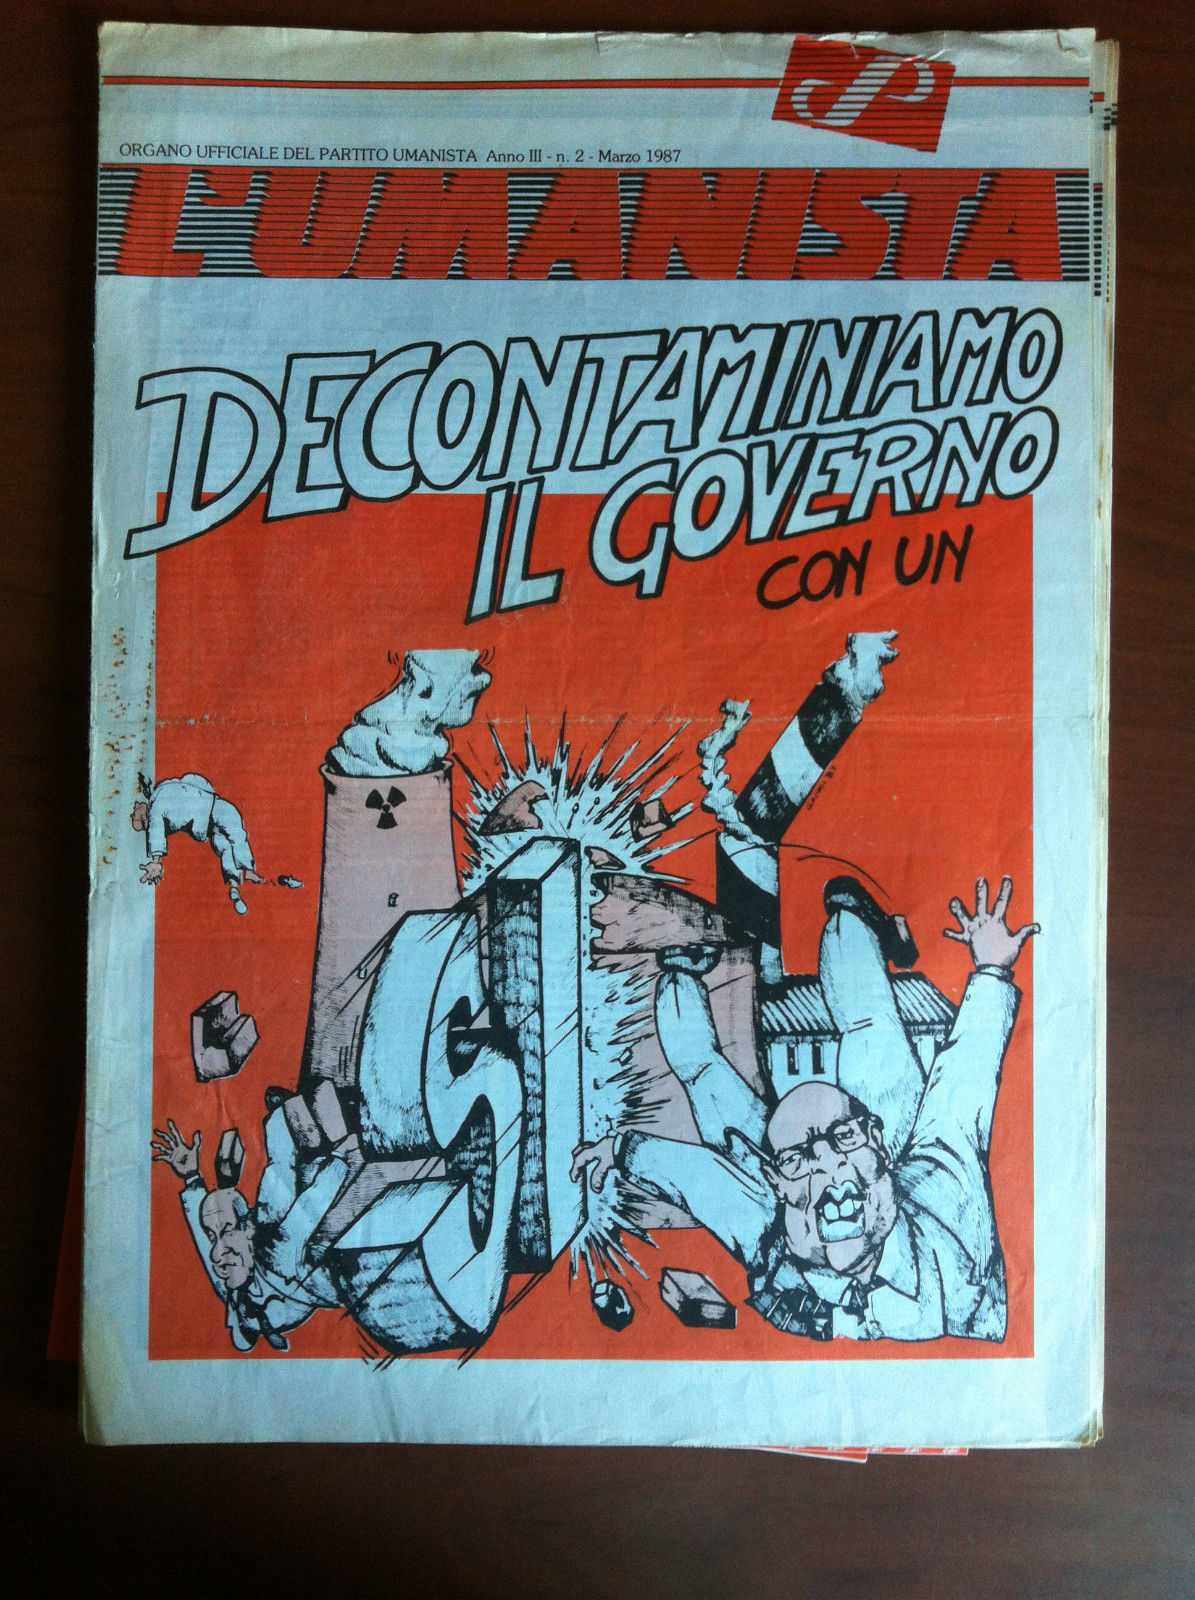 ORGANO UFFICIALE DEL PARTITO UMANISTA Anno III - n. 2 - Marzo 1987
L'UMANISTA
DECONTAMINIAMO
IL GOVERNO
CON UN
SI